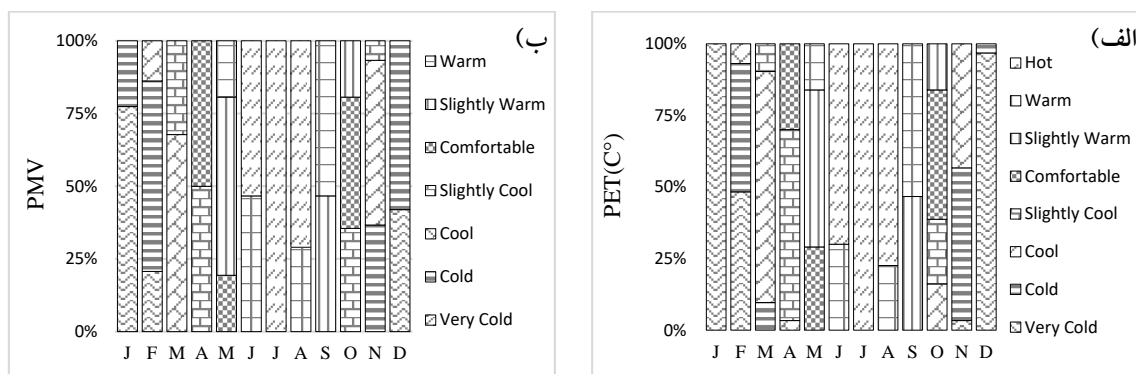 ب)
100%
75%
50%
25%
0%
PMV
J F M A M J J A S O N D
Warm
Slightly Warm
Comfortable
Slightly Cool
Cool
Cold
Very Cold
الف)
100%
75%
50%
25%
0%
PET(C°)
J F M A M J J A S O N D
Hot
Warm
Slightly Warm
Comfortable
Slightly Cool
Cool
Cold
Very Cold